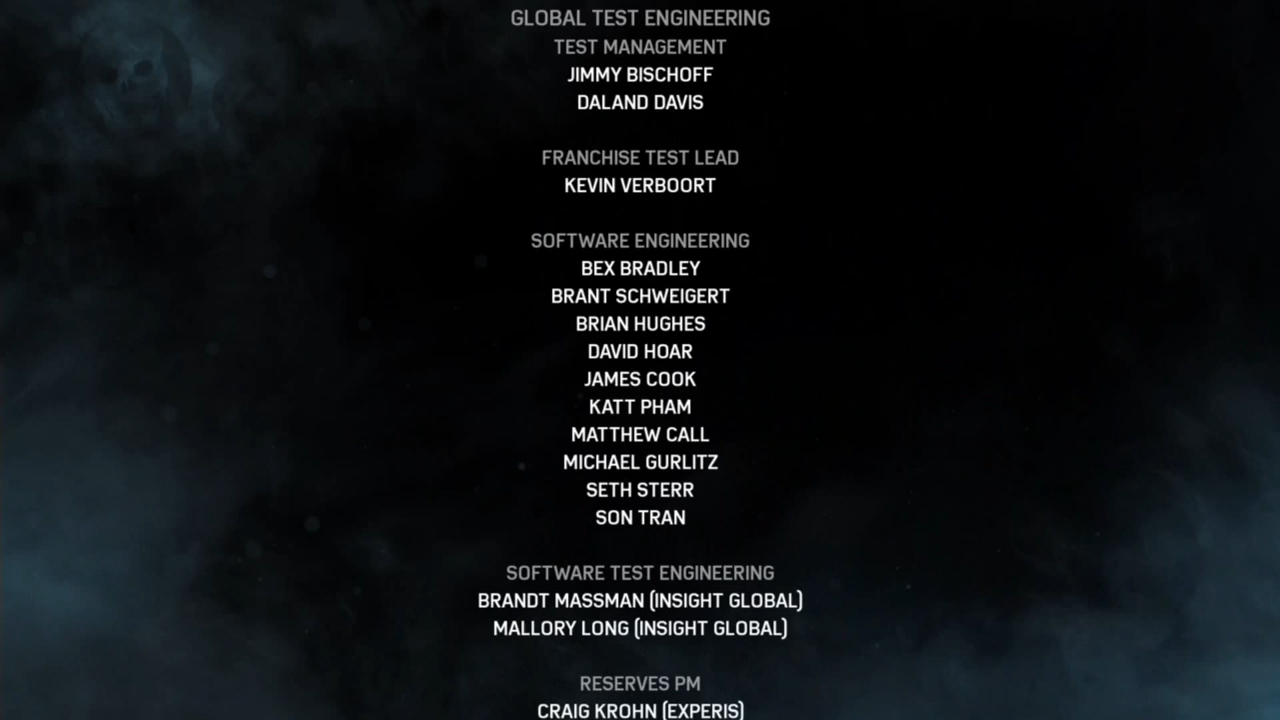 GLOBAL TEST ENGINEERING
TEST MANAGEMENT
JIMMY BISCHOFF
DALAND DAVIS
FRANCHISE TEST LEAD
KEVIN VERBOORT
SOFTWARE ENGINEERING
BEX BRADLEY
BRANT SCHWEIGERT
BRIAN HUGHES
DAVID HOAR
JAMES COOK
KATT PHAM
MATTHEW CALL
MICHAEL GURLITZ
SETH STERR
SON TRAN
SOFTWARE TEST ENGINEERING
BRANDT MASSMAN (INSIGHT GLOBAL)
MALLORY LONG (INSIGHT GLOBAL)
RESERVES PM
CRAIG KROHN (EXPERIS)